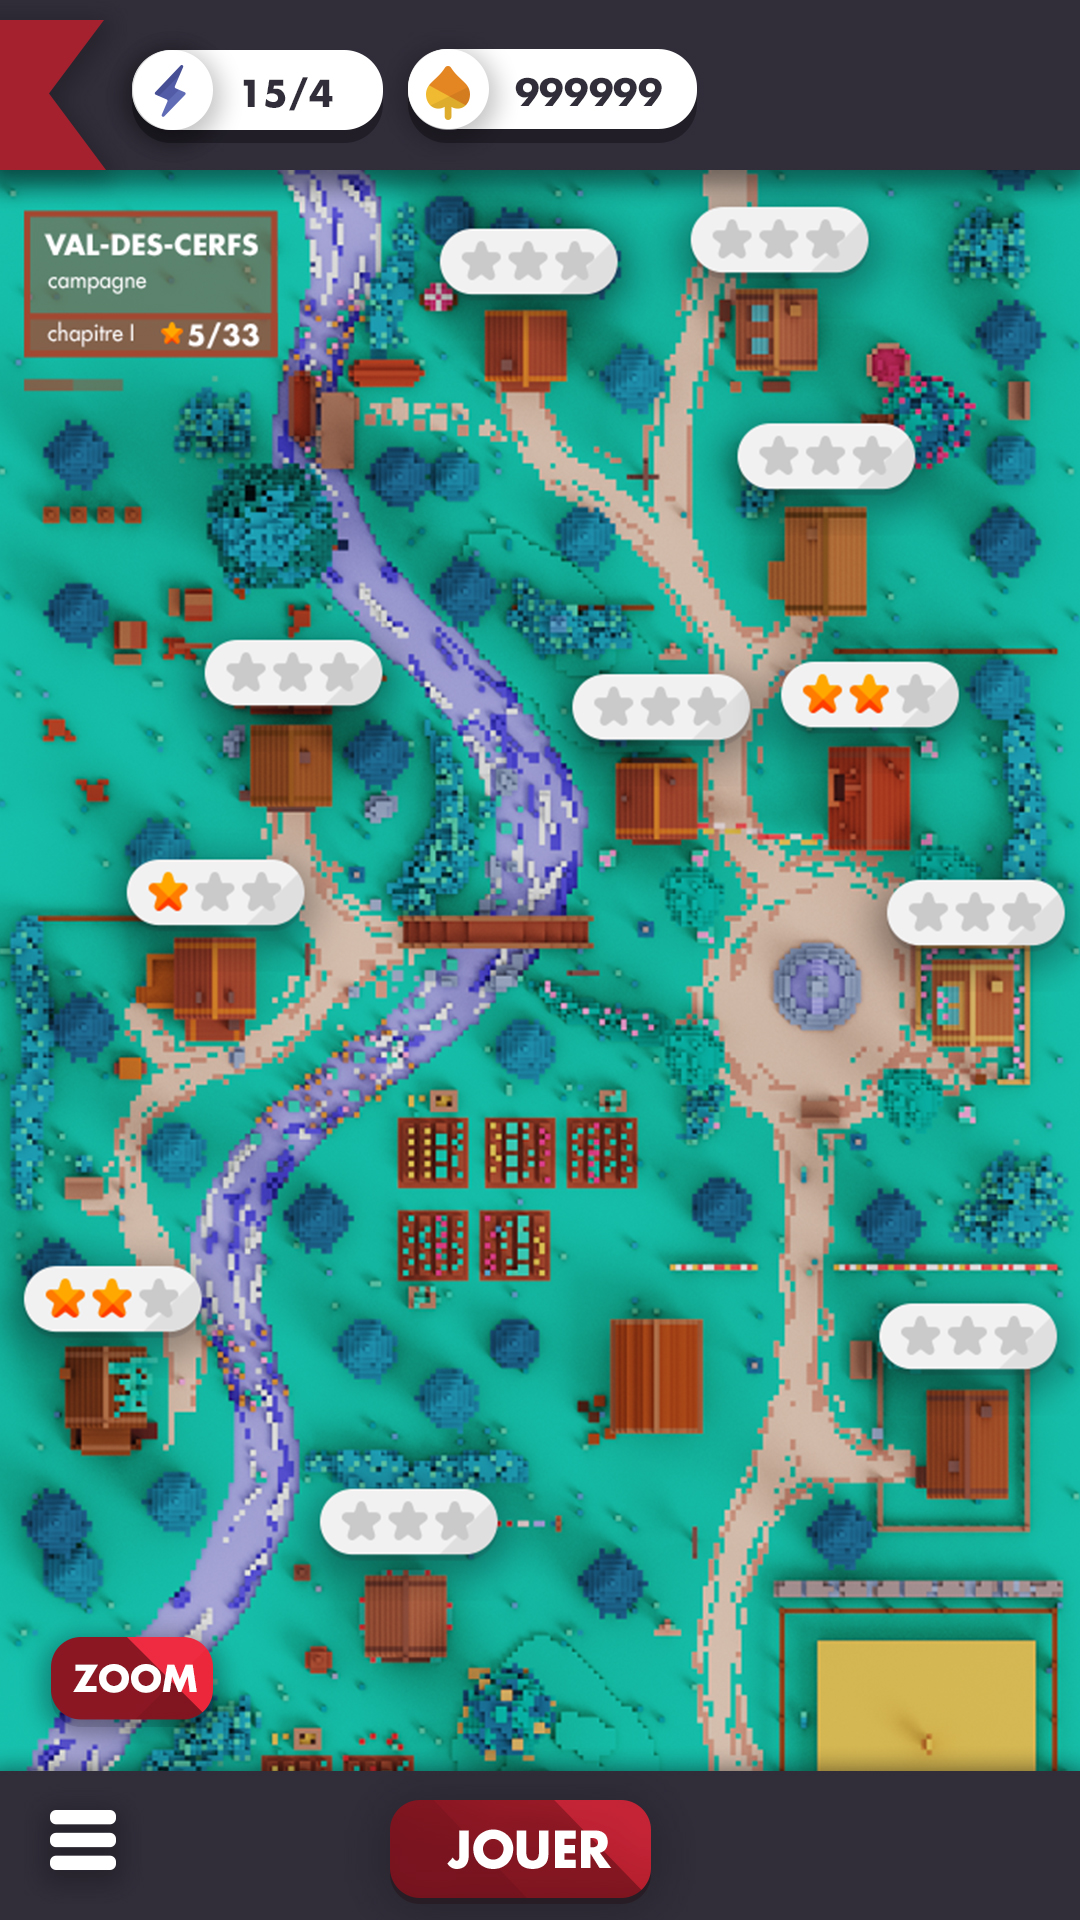 15/4
999999
VAL-DES-CERFS
campagne
chapitre I
5/33
ZOOM
JOUER